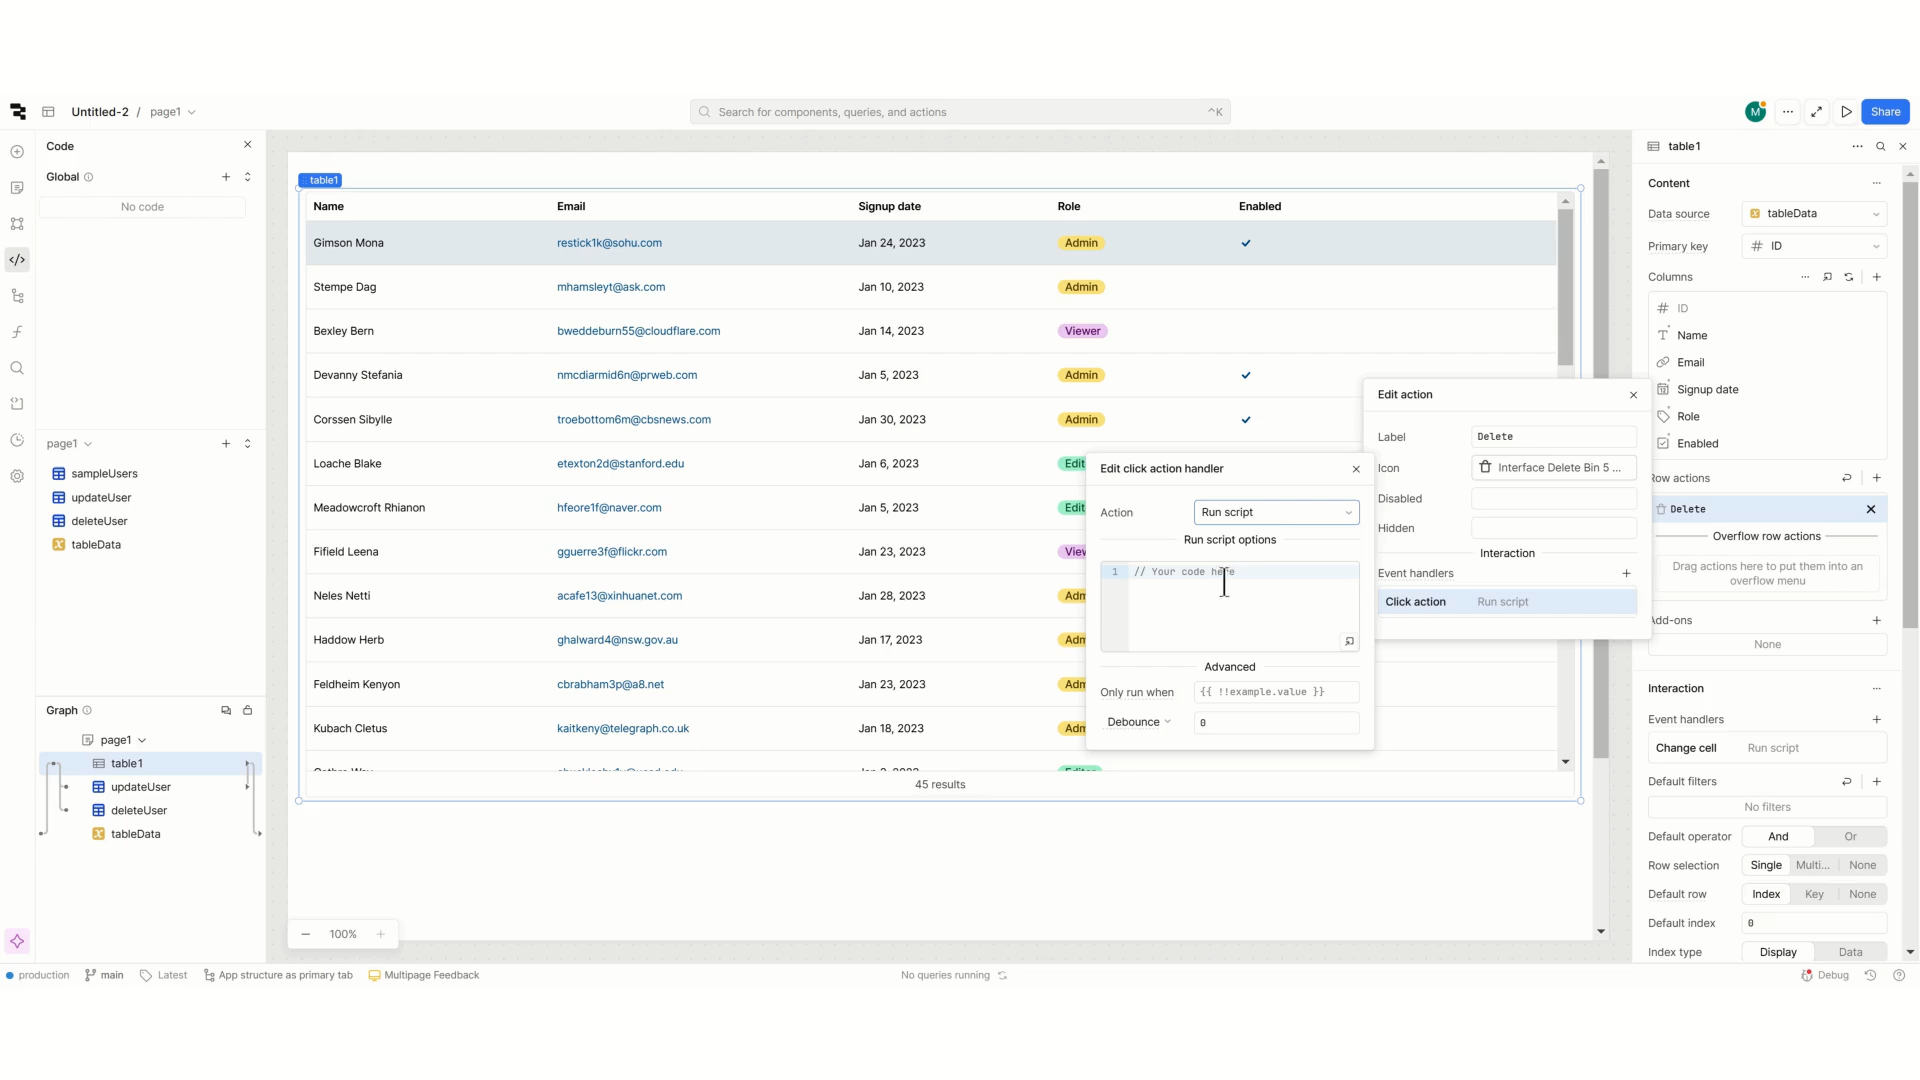 Untitled-2 / page1
Search for components, queries, and actions
^K
M
Share
Code
Global
No code
page1
sampleUsers
updateUser
deleteUser
tableData
Graph
page1
table1
updateUser
deleteUser
tableData
table1
Name Email Signup date Role Enabled
Gimson Mona restick1k@sohu.com Jan 24, 2023 Admin
Stempe Dag mhamsleyt@ask.com Jan 10, 2023 Admin
Bexley Bern bweddeburn55@cloudflare.com Jan 14, 2023 Viewer
Devanny Stefania nmcdiarmid6n@prweb.com Jan 5, 2023 Admin
Corssen Sibylle troebottom6m@cbsnews.com Jan 30, 2023 Admin
Loache Blake etexton2d@stanford.edu Jan 6, 2023 Edit
Meadowcroft Rhianon hfeore1f@naver.com Jan 5, 2023 Edit
Fifield Leena gguerre3f@flickr.com Jan 23, 2023 View
Neles Netti acafe13@xinhuanet.com Jan 28, 2023 Adm
Haddow Herb ghalward4@nsw.gov.au Jan 17, 2023 Adm
Feldheim Kenyon cbrabham3p@a8.net Jan 23, 2023 Adm
Kubach Cletus kaitkeny@telegraph.co.uk Jan 18, 2023 Adm
45 results
100%
Edit click action handler
Action Run script
Run script options
1 // Your code here
Advanced
Only run when {{ !!example.value }}
Debounce 0
Edit action
Label Delete
Icon Interface Delete Bin 5 ...
Disabled
Hidden
Interaction
Event handlers
Click action Run script
table1
Content
Data source tableData
Primary key ID
Columns
ID
Name
Email
Signup date
Role
Enabled
Row actions
Delete
Overflow row actions
Drag actions here to put them into an
overflow menu
Add-ons
None
Interaction
Event handlers
Change cell Run script
Default filters
No filters
Default operator And Or
Row selection Single Multi... None
Default row Index Key None
Default index 0
Index type Display Data
production main Latest App structure as primary tab Multipage Feedback No queries running Debug